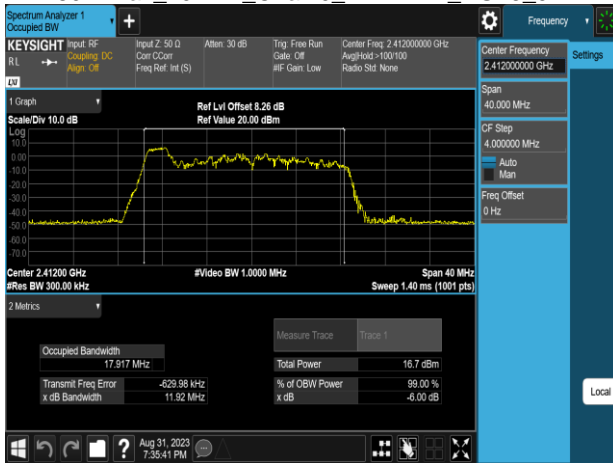 Spectrum Analyzer 1
Occupied BW
Frequency
KEYSIGHT
R L
LXI
Input: RF
Coupling: DC
Align: Off
Input Z: 50 Ω
Corr CCorr
Freq Ref: Int (S)
Atten: 30 dB
Trig: Free Run
Gate: Off
#IF Gain: Low
Center Freq: 2.412000000 GHz
Avg|Hold:>100/100
Radio Std: None
Center Frequency
2.412000000 GHz
Settings
Span
40.000 MHz
CF Step
4.000000 MHz
Auto
Man
Freq Offset
0 Hz
1 Graph
Scale/Div 10.0 dB
Ref Lvl Offset 8.26 dB
Ref Value 20.00 dBm
Log
10.0
0.00
-10.0
-20.0
-30.0
-40.0
-50.0
-60.0
-70.0
Center 2.41200 GHz
#Res BW 300.00 kHz
#Video BW 1.0000 MHz
Span 40 MHz
Sweep 1.40 ms (1001 pts)
2 Metrics
Measure Trace
Trace 1
Occupied Bandwidth
17.917 MHz
Total Power
16.7 dBm
Transmit Freq Error
-629.98 kHz
% of OBW Power
99.00 %
x dB Bandwidth
11.92 MHz
x dB
-6.00 dB
Local
Aug 31, 2023
7:35:41 PM